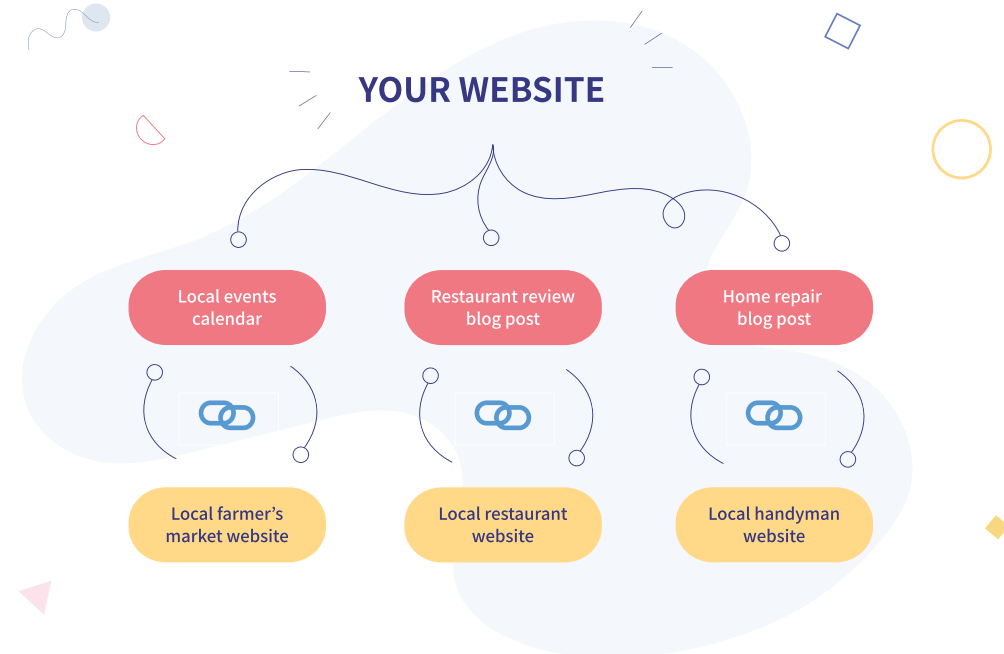 YOUR WEBSITE
Local events
calendar
Restaurant review
blog post
Home repair
blog post
Local farmer’s
market website
Local restaurant
website
Local handyman
website